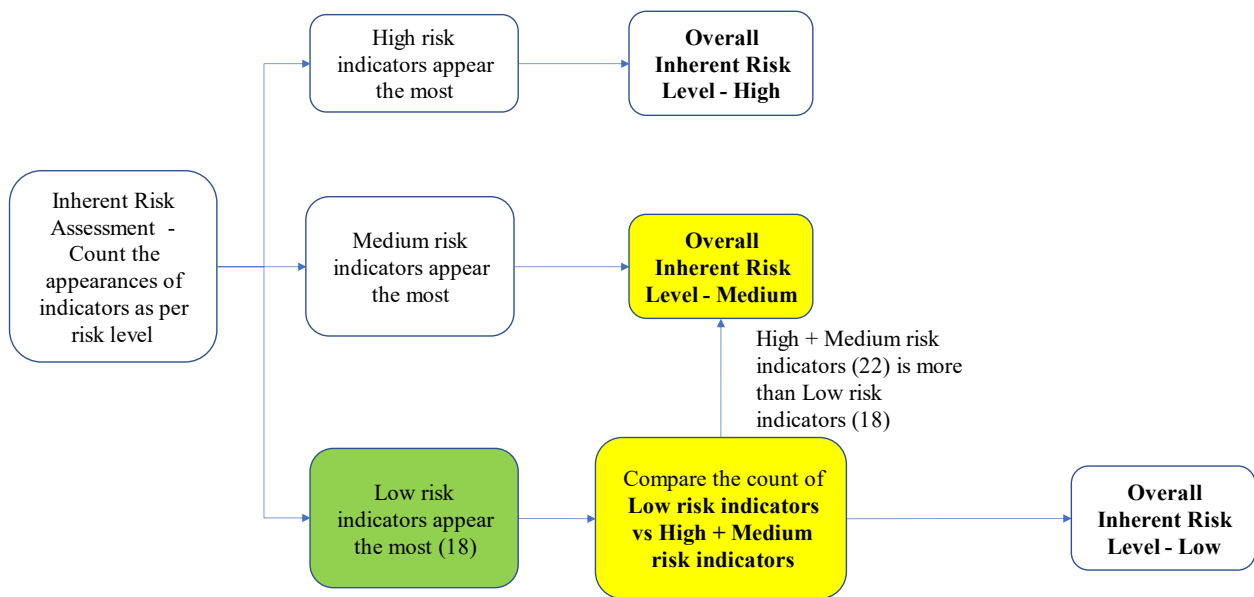 High risk
indicators appear
the most
Overall
Inherent Risk
Level - High
Inherent Risk
Assessment -
Count the
appearances of
indicators as per
risk level
Medium risk
indicators appear
the most
Overall
Inherent Risk
Level - Medium
High + Medium risk
indicators (22) is more
than Low risk
indicators (18)
Low risk
indicators appear
the most (18)
Compare the count of
Low risk indicators
vs High + Medium
risk indicators
Overall
Inherent Risk
Level - Low